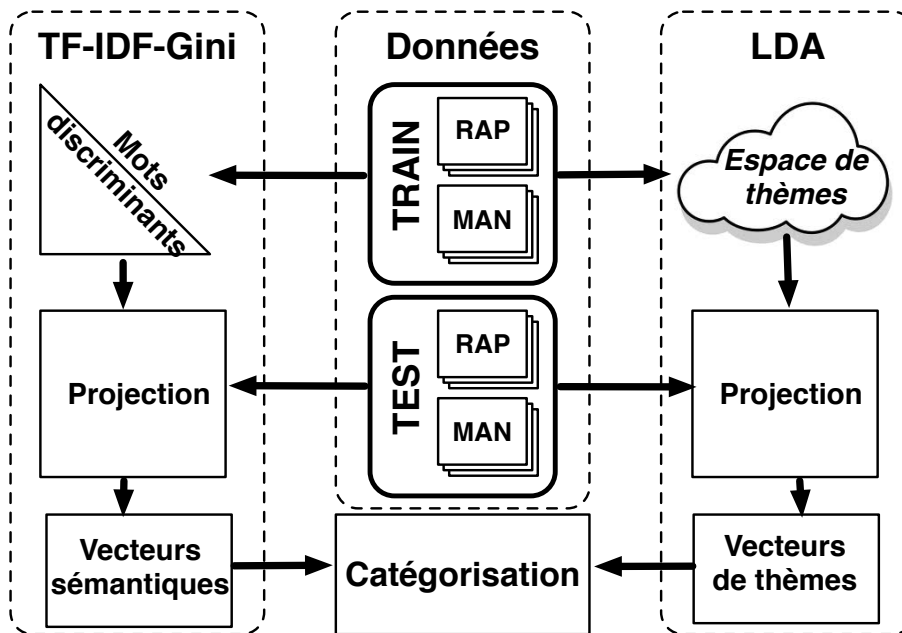 TF-IDF-Gini
Données
LDA
Mots
discriminants
TRAIN
RAP
MAN
Espace de
thèmes
Projection
TEST
RAP
MAN
Projection
Vecteurs
sémantiques
Catégorisation
Vecteurs
de thèmes